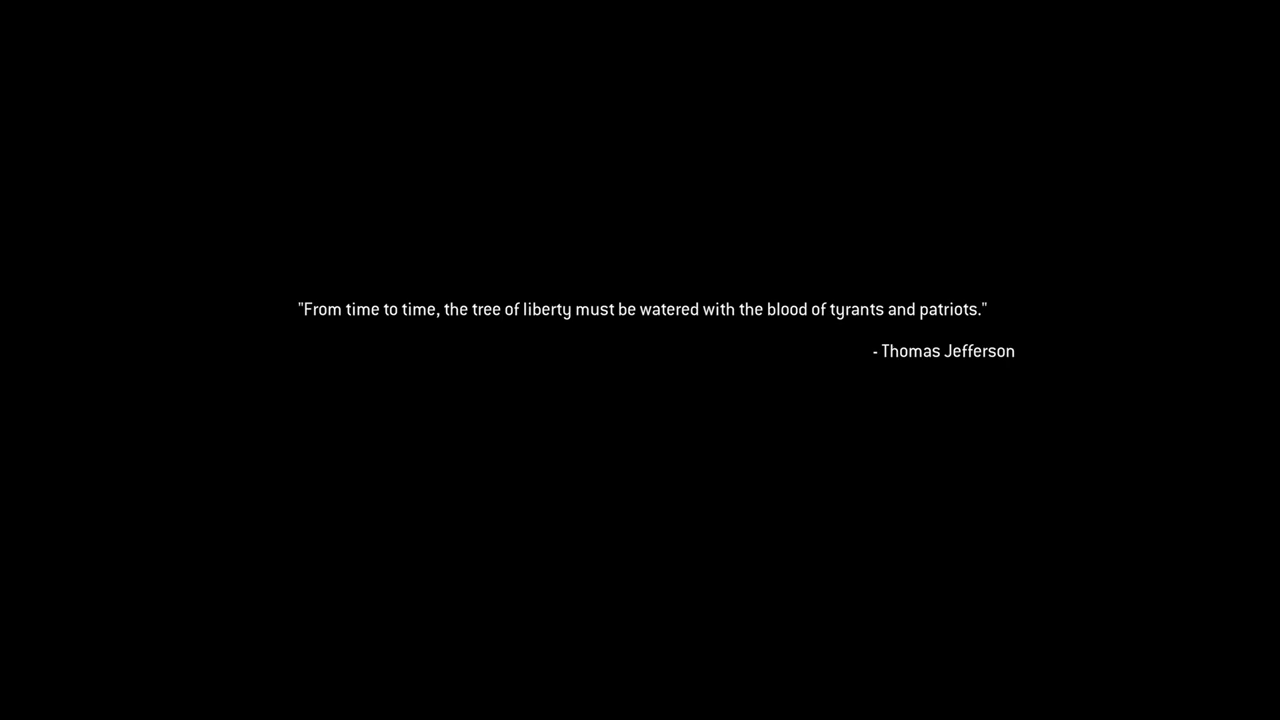 "From time to time, the tree of liberty must be watered with the blood of tyrants and patriots."
- Thomas Jefferson